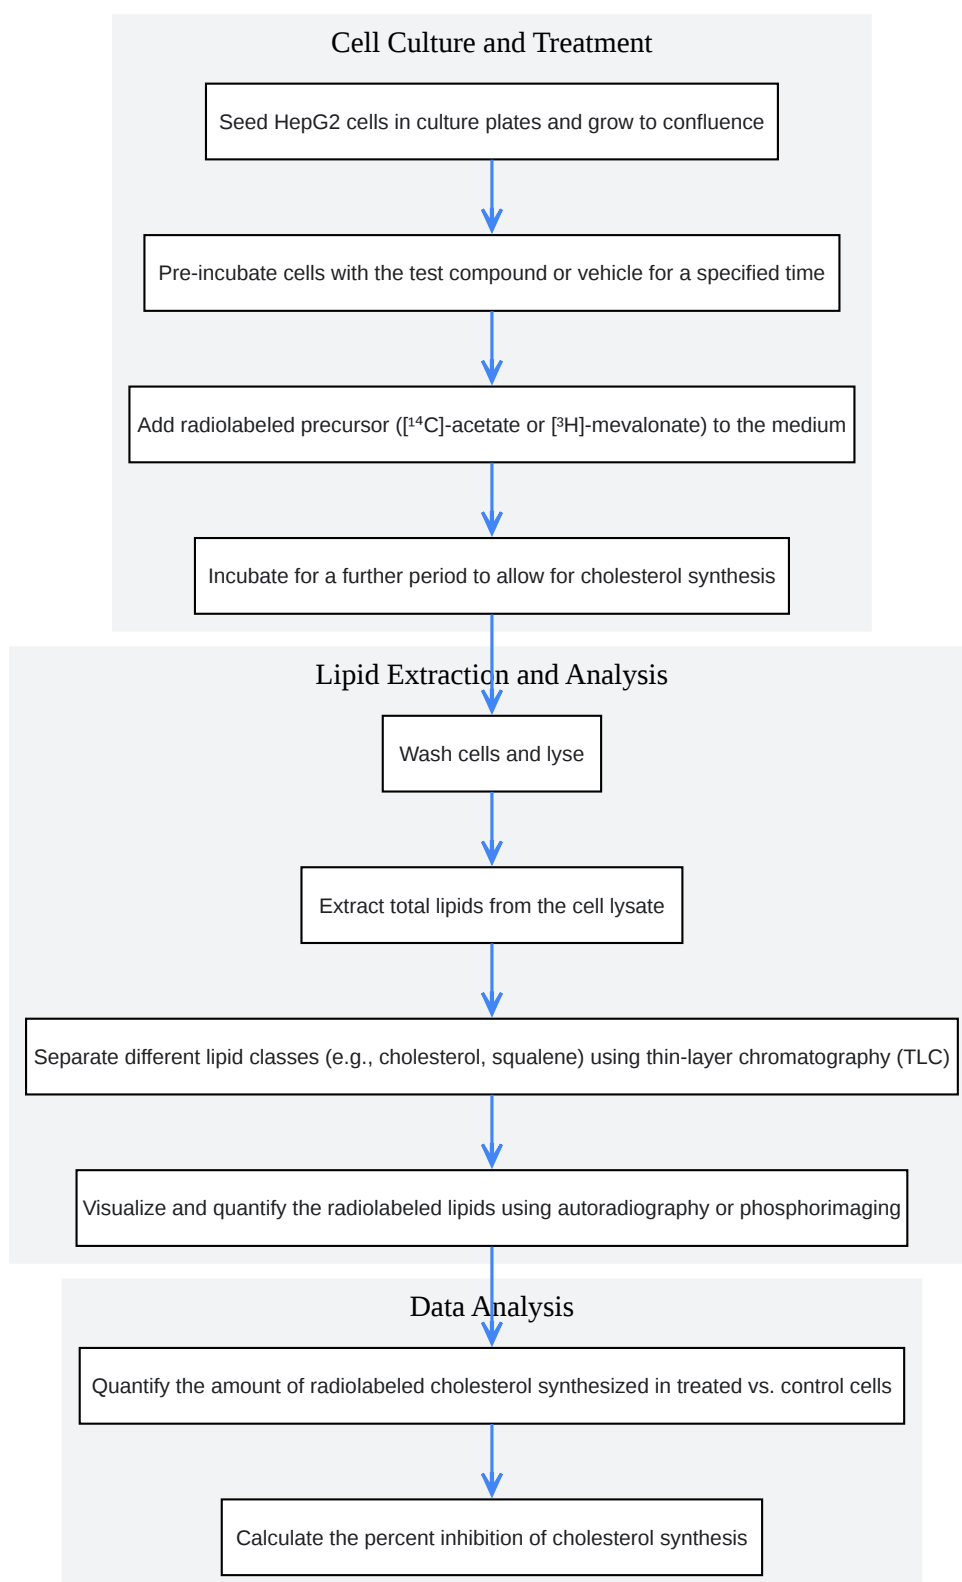 Cell Culture and Treatment
Seed HepG2 cells in culture plates and grow to confluence
Pre-incubate cells with the test compound or vehicle for a specified time
Add radiolabeled precursor ([¹⁴C]-acetate or [³H]-mevalonate) to the medium
Incubate for a further period to allow for cholesterol synthesis
Lipid Extraction and Analysis
Wash cells and lyse
Extract total lipids from the cell lysate
Separate different lipid classes (e.g., cholesterol, squalene) using thin-layer chromatography (TLC)
Visualize and quantify the radiolabeled lipids using autoradiography or phosphorimaging
Data Analysis
Quantify the amount of radiolabeled cholesterol synthesized in treated vs. control cells
Calculate the percent inhibition of cholesterol synthesis